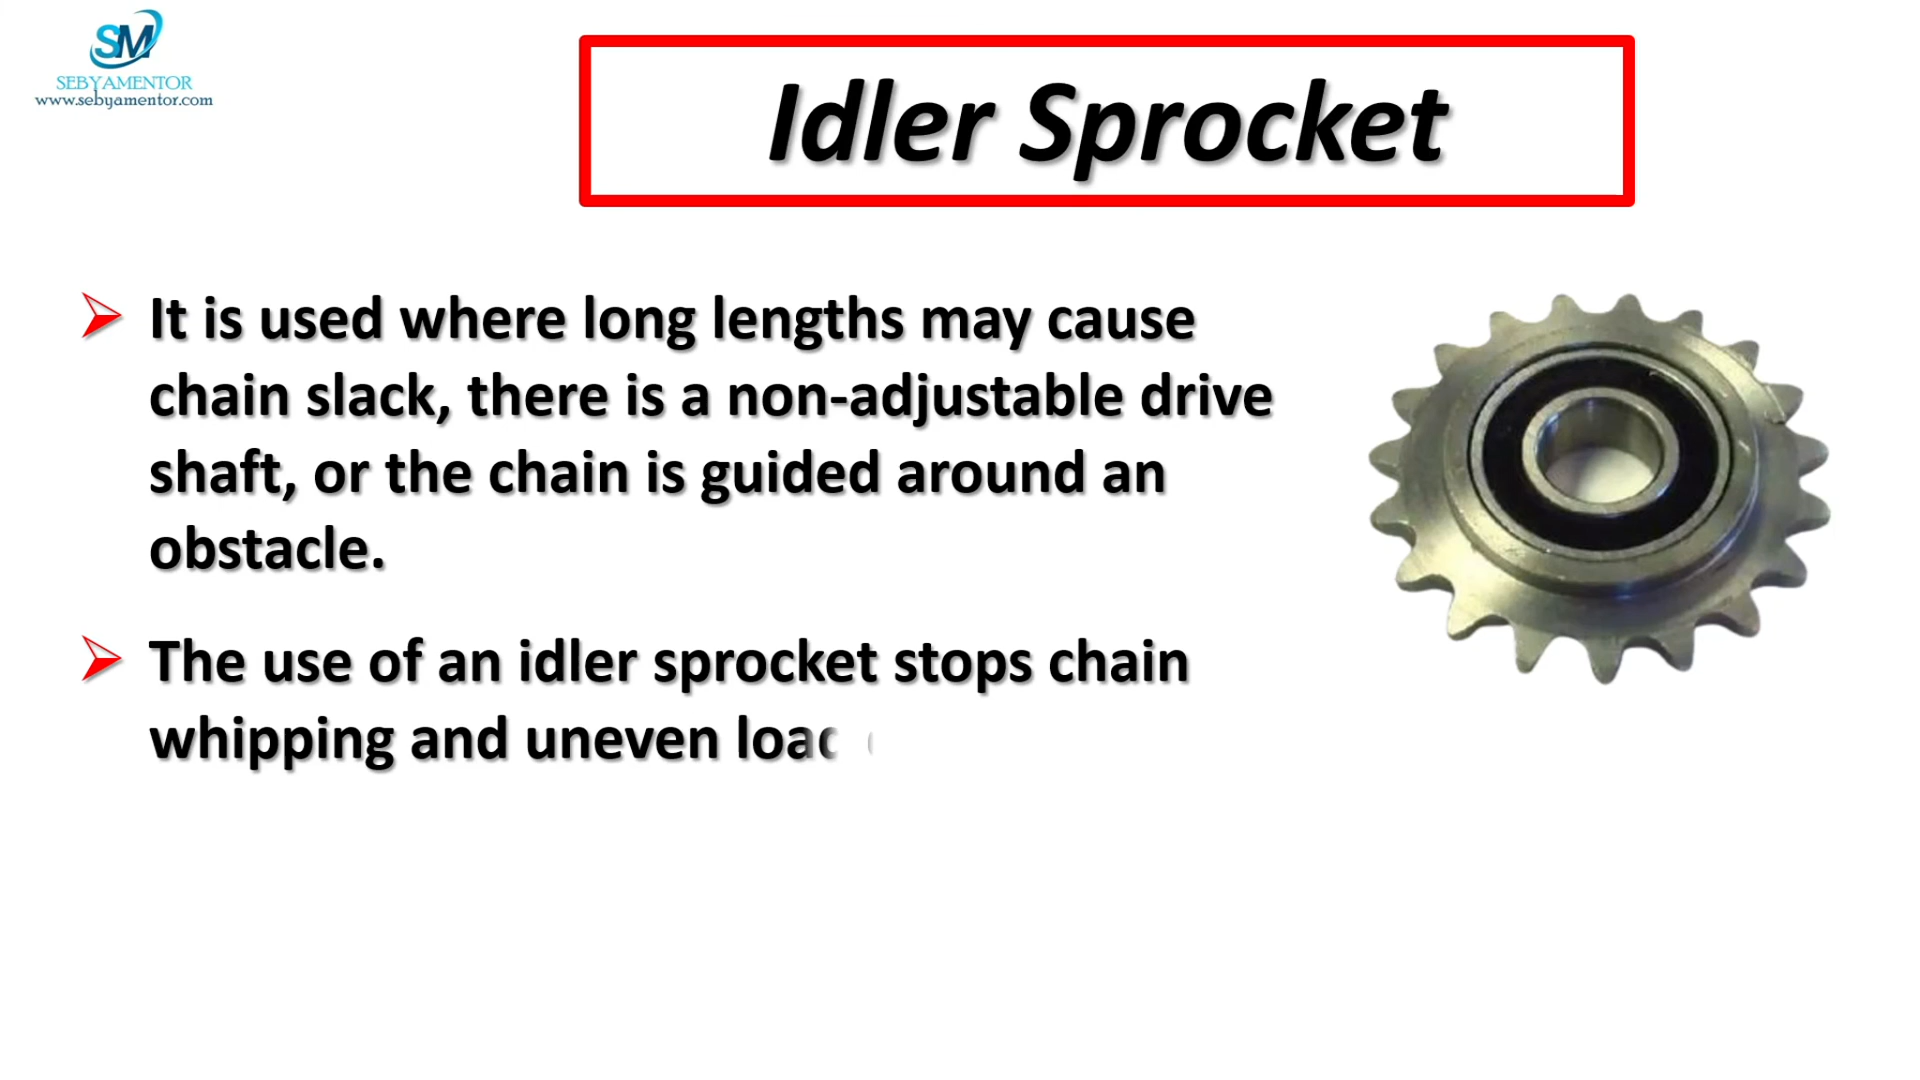 SM
SEBYAMENTOR
www.sebyamentor.com
Idler Sprocket
It is used where long lengths may cause
chain slack, there is a non-adjustable drive
shaft, or the chain is guided around an
obstacle.
The use of an idler sprocket stops chain
whipping and uneven